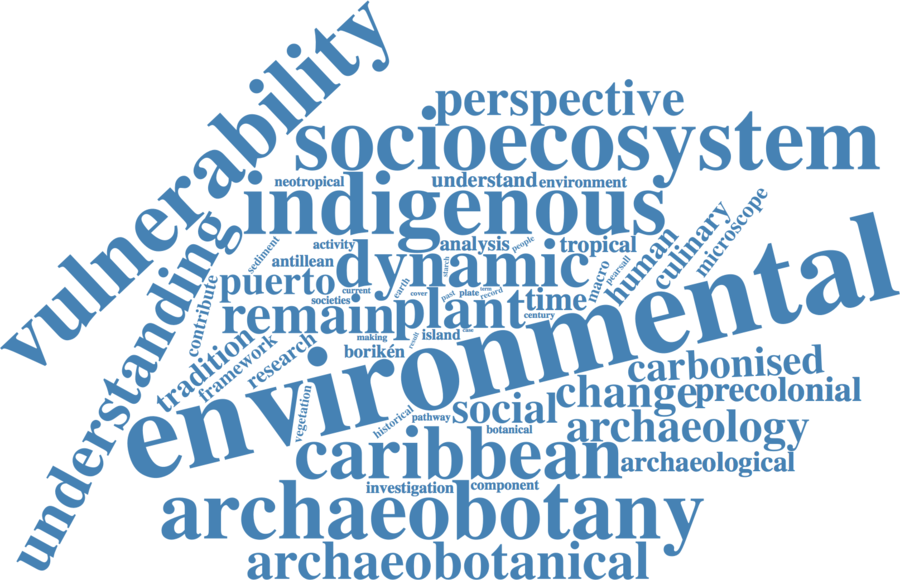 vulnerability
perspective
socioecosystem
neotropical
understand
environment
indigenous
understanding
sediment
activity
analysis
people
tropical
human
culinary
microscope
antillean
dynamic
starch
macro
pearsall
puerto
contribute
current
earth
cover
past
plate
term
record
societies
time
remain
plant
century
environmental
tradition
framework
research
making
result
island
case
borikén
carbonised
vegetation
historical
pathway
social
change
precolonial
botanical
archaeology
caribbean
archaeological
investigation
component
archaeobotany
archaeobotanical